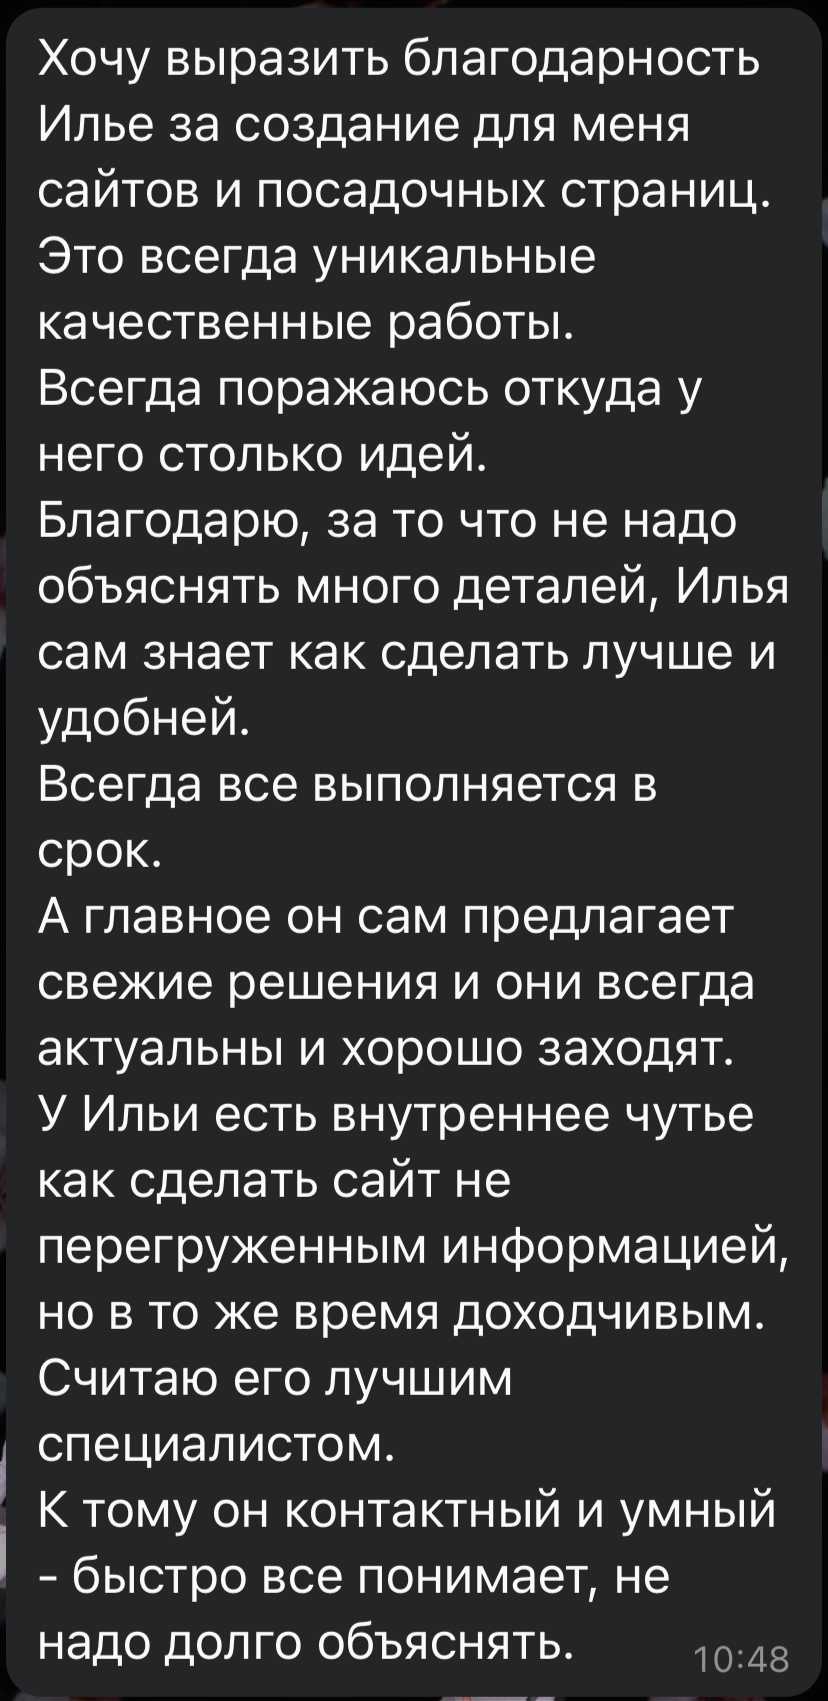 Хочу выразить благодарность
Илье за создание для меня
сайтов и посадочных страниц.
Это всегда уникальные
качественные работы.
Всегда поражаюсь откуда у
него столько идей.
Благодарю, за то что не надо
объяснять много деталей, Илья
сам знает как сделать лучше и
удобней.
Всегда все выполняется в
срок.
А главное он сам предлагает
свежие решения и они всегда
актуальны и хорошо заходят.
У Ильи есть внутреннее чутье
как сделать сайт не
перегруженным информацией,
но в то же время доходчивым.
Считаю его лучшим
специалистом.
К тому он контактный и умный
- быстро все понимает, не
надо долго объяснять.
10:48